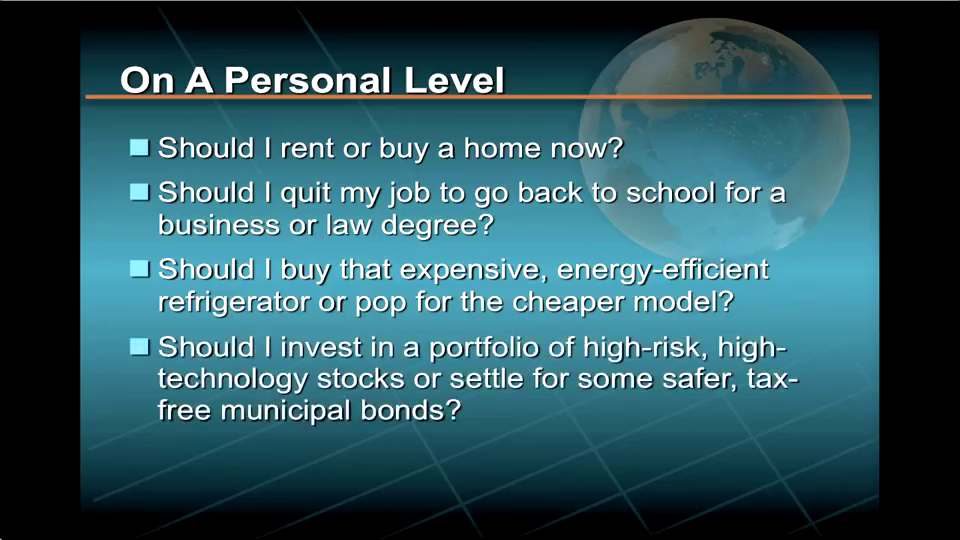 On A Personal Level
Should I rent or buy a home now?
Should I quit my job to go back to school for a
business or law degree?
Should I buy that expensive, energy-efficient
refrigerator or pop for the cheaper model?
Should I invest in a portfolio of high-risk, high-
technology stocks or settle for some safer, tax-
free municipal bonds?